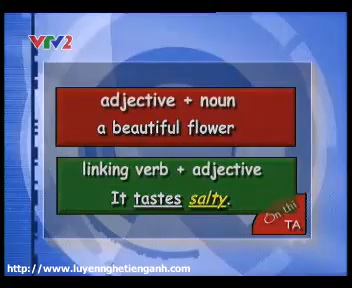 VTV2
adjective + noun
a beautiful flower
linking verb + adjective
It tastes salty.
Ôn thi
TA
http://www.luyennghetienganh.com